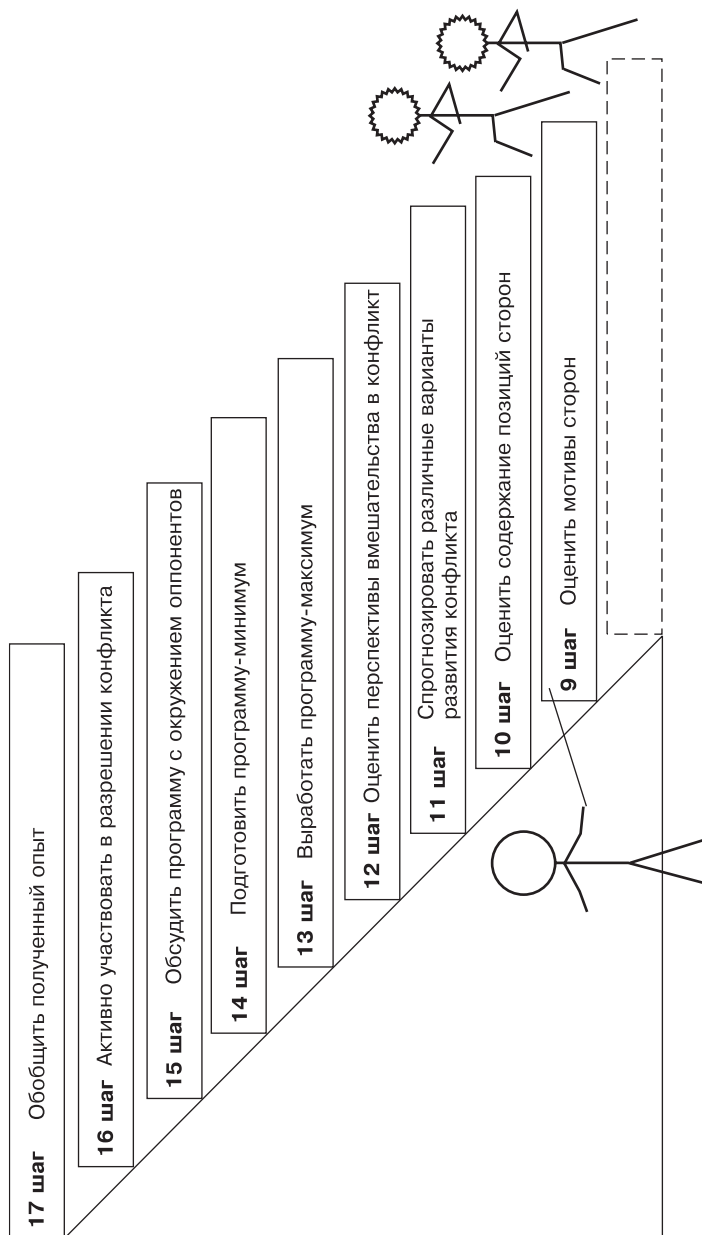 17 шаг Обобщить полученный опыт
16 шаг Активно участвовать в разрешении конфликта
15 шаг Обсудить программу с окружением оппонентов
14 шаг Подготовить программу-минимум
13 шаг Выработать программу-максимум
12 шаг Оценить перспективы вмешательства в конфликт
11 шаг Спрогнозировать различные варианты
развития конфликта
10 шаг Оценить содержание позиций сторон
9 шаг Оценить мотивы сторон